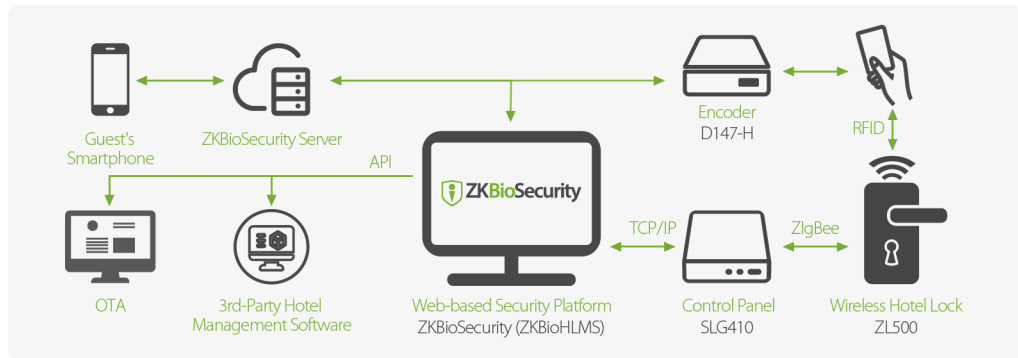 Guest's
Smartphone
ZKBioSecurity Server
Encoder
D147-H
RFID
API
ZKBioSecurity
TCP/IP
ZIgBee
OTA
3rd-Party Hotel
Management Software
Web-based Security Platform
ZKBioSecurity (ZKBioHLMS)
Control Panel
SLG410
Wireless Hotel Lock
ZL500